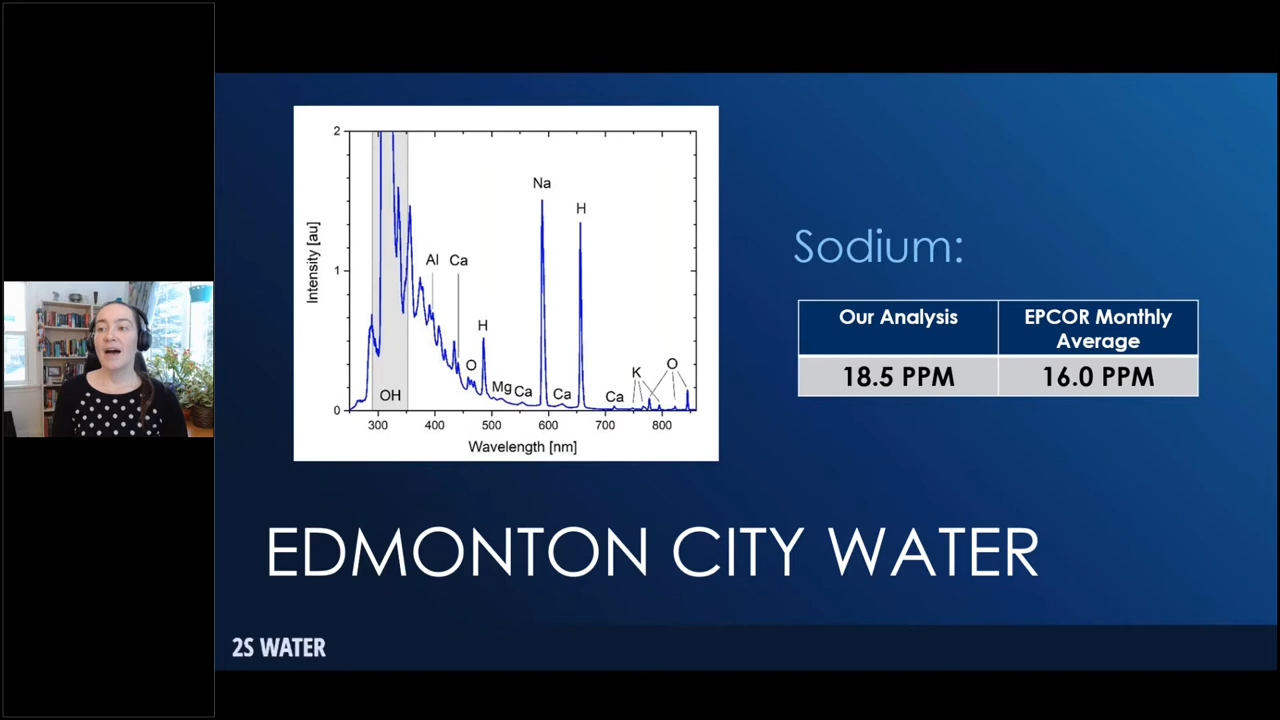 2
1
0
Intensity [au]
Na
H
Al Ca
H
O
Mg Ca Ca Ca
K
O
OH
300 400 500 600 700 800
Wavelength [nm]
Sodium:
Our Analysis
EPCOR Monthly
Average
18.5 PPM
16.0 PPM
EDMONTON CITY WATER
2S WATER